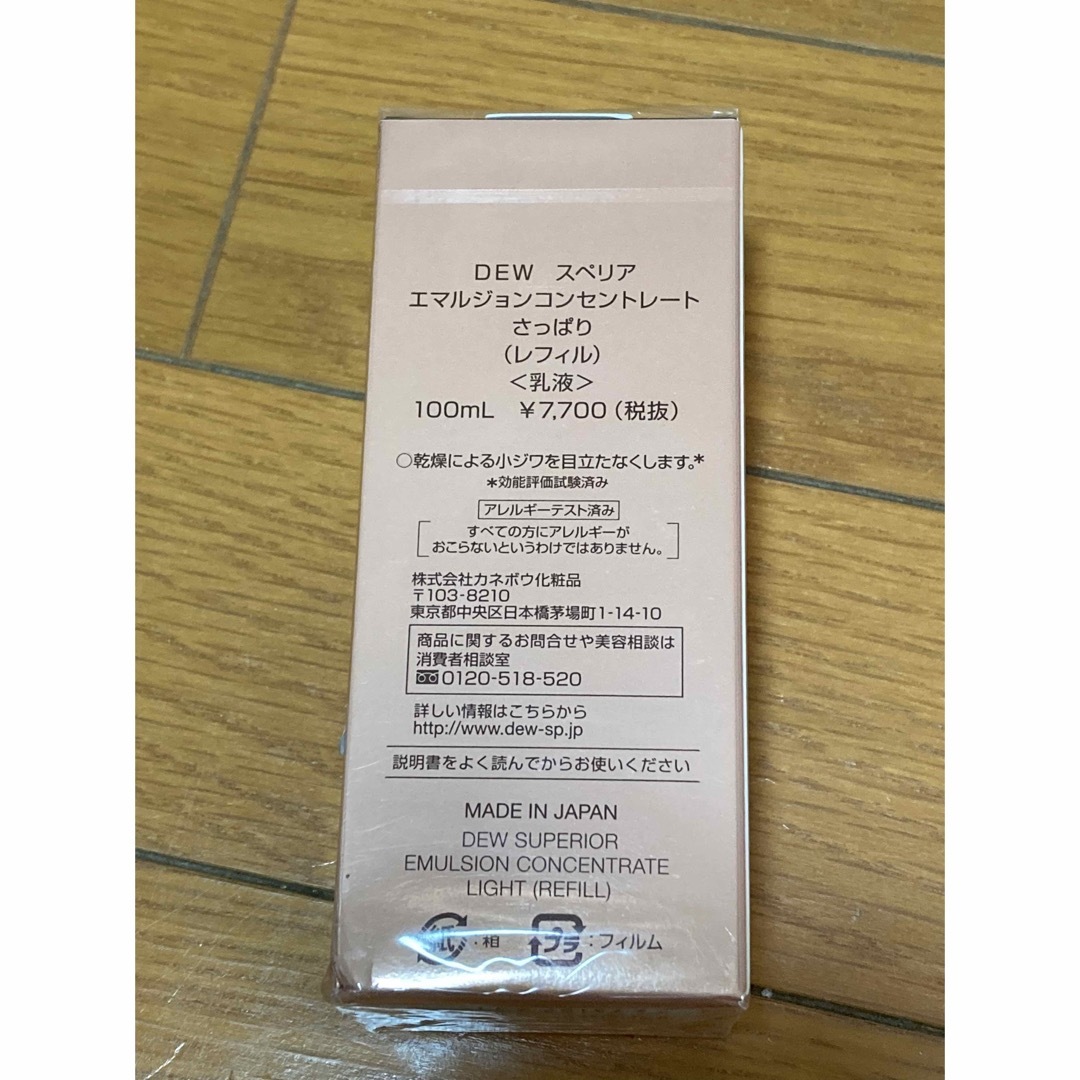 DEW スペリア
エマルジョンコンセントレート
さっぱり
(レフィル)
<乳液>
100mL ¥7,700(税抜)
○乾燥による小ジワを目立たなくします。*
*効能評価試験済み
アレルギーテスト済み
すべての方にアレルギーが
おこらないというわけではありません。
株式会社カネボウ化粧品
〒103-8210
東京都中央区日本橋茅場町1-14-10
商品に関するお問合せや美容相談は
消費者相談室
0120-518-520
詳しい情報はこちらから
http://www.dew-sp.jp
説明書をよく読んでからお使いください
MADE IN JAPAN
DEW SUPERIOR
EMULSION CONCENTRATE
LIGHT (REFILL)
紙:箱 プラ:フィルム